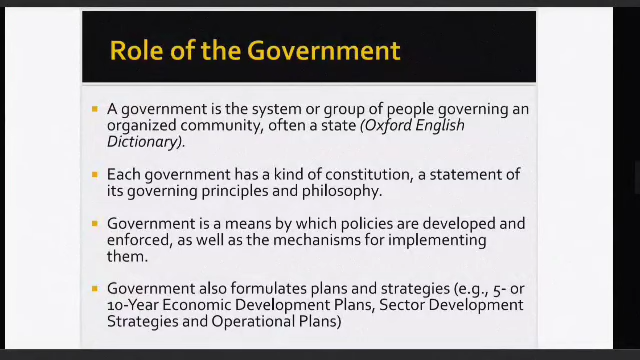 Role of the Government
A government is the system or group of people governing an
organized community, often a state (Oxford English
Dictionary).
Each government has a kind of constitution, a statement of
its governing principles and philosophy.
Government is a means by which policies are developed and
enforced, as well as the mechanisms for implementing
them.
Government also formulates plans and strategies (e.g., 5- or
10-Year Economic Development Plans, Sector Development
Strategies and Operational Plans)